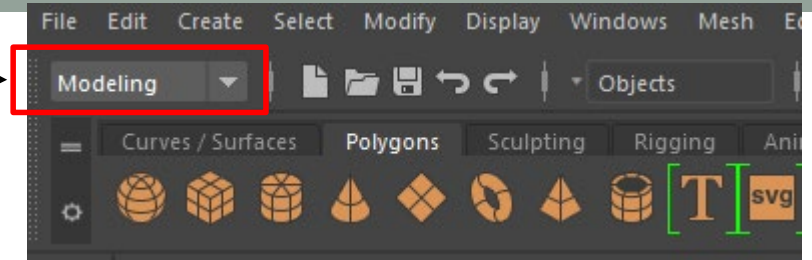 File Edit Create Select Modify Display Windows Mesh
Modeling Objects
Curves / Surfaces Polygons Sculpting Rigging
T svg